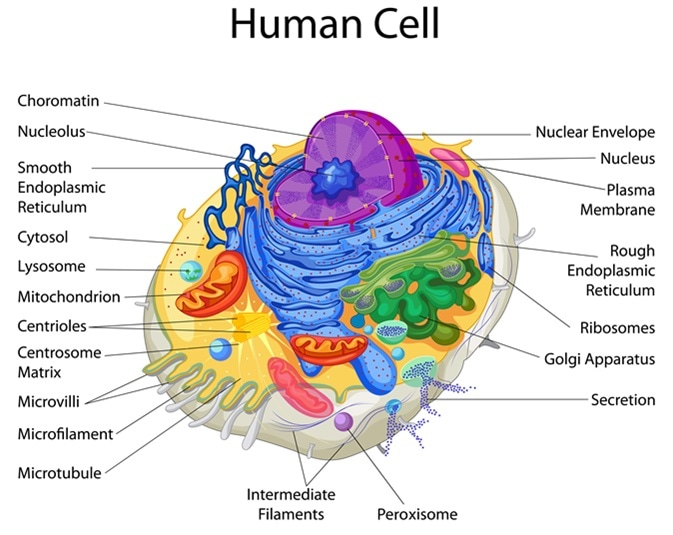 Human Cell
Choromatin
Nucleolus
Smooth
Endoplasmic
Reticulum
Cytosol
Lysosome
Mitochondrion
Centrioles
Centrosome
Matrix
Microvilli
Microfilament
Microtubule
Intermediate
Filaments
Peroxisome
Nuclear Envelope
Nucleus
Plasma
Membrane
Rough
Endoplasmic
Reticulum
Ribosomes
Golgi Apparatus
Secretion